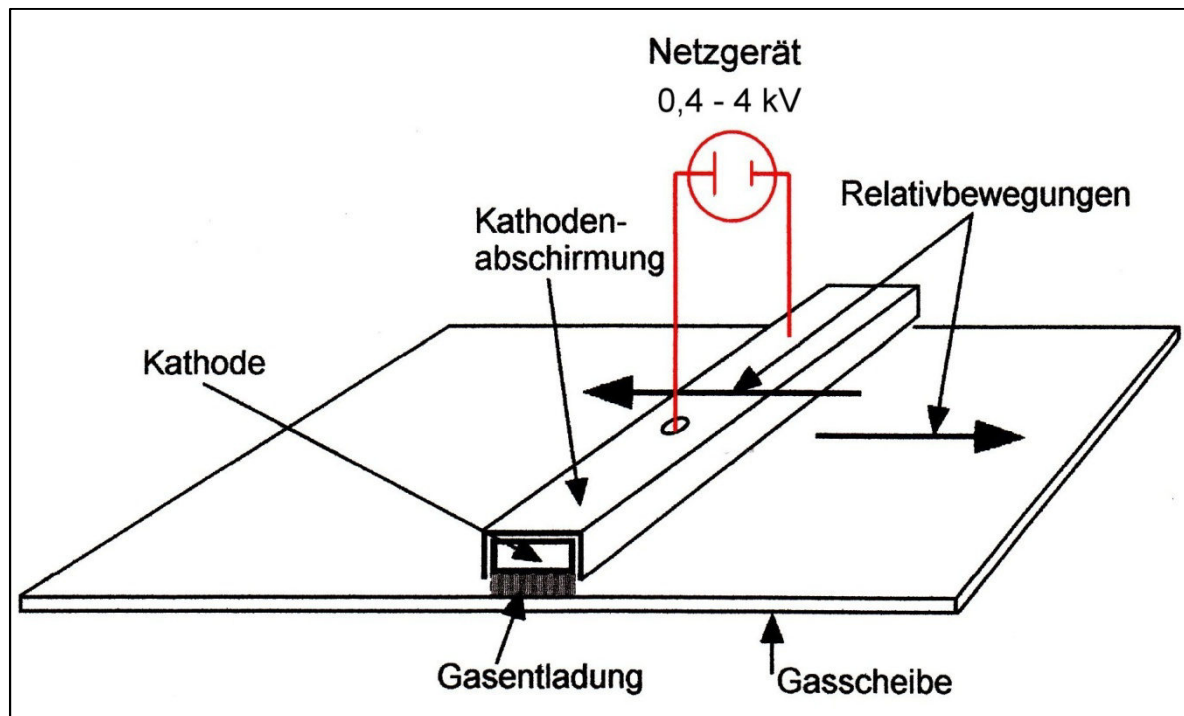 Netzgerät
0,4 - 4 kV
Relativbewegungen
Kathoden-
abschirmung
Kathode
Gasentladung
Gasscheibe